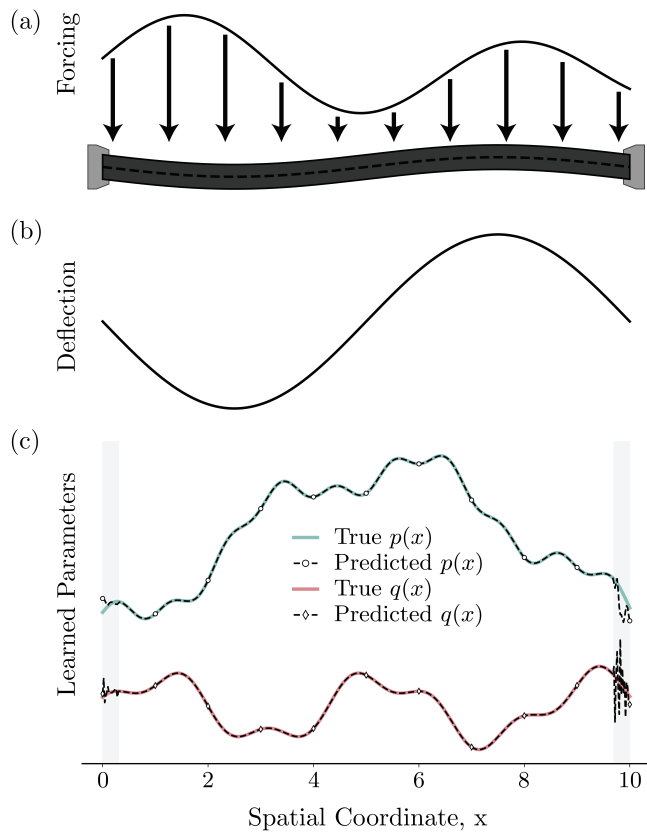 (a)
Forcing
(b)
Deflection
(c)
Learned Parameters
True p(x)
Predicted p(x)
True q(x)
Predicted q(x)
0 2 4 6 8 10
Spatial Coordinate, x